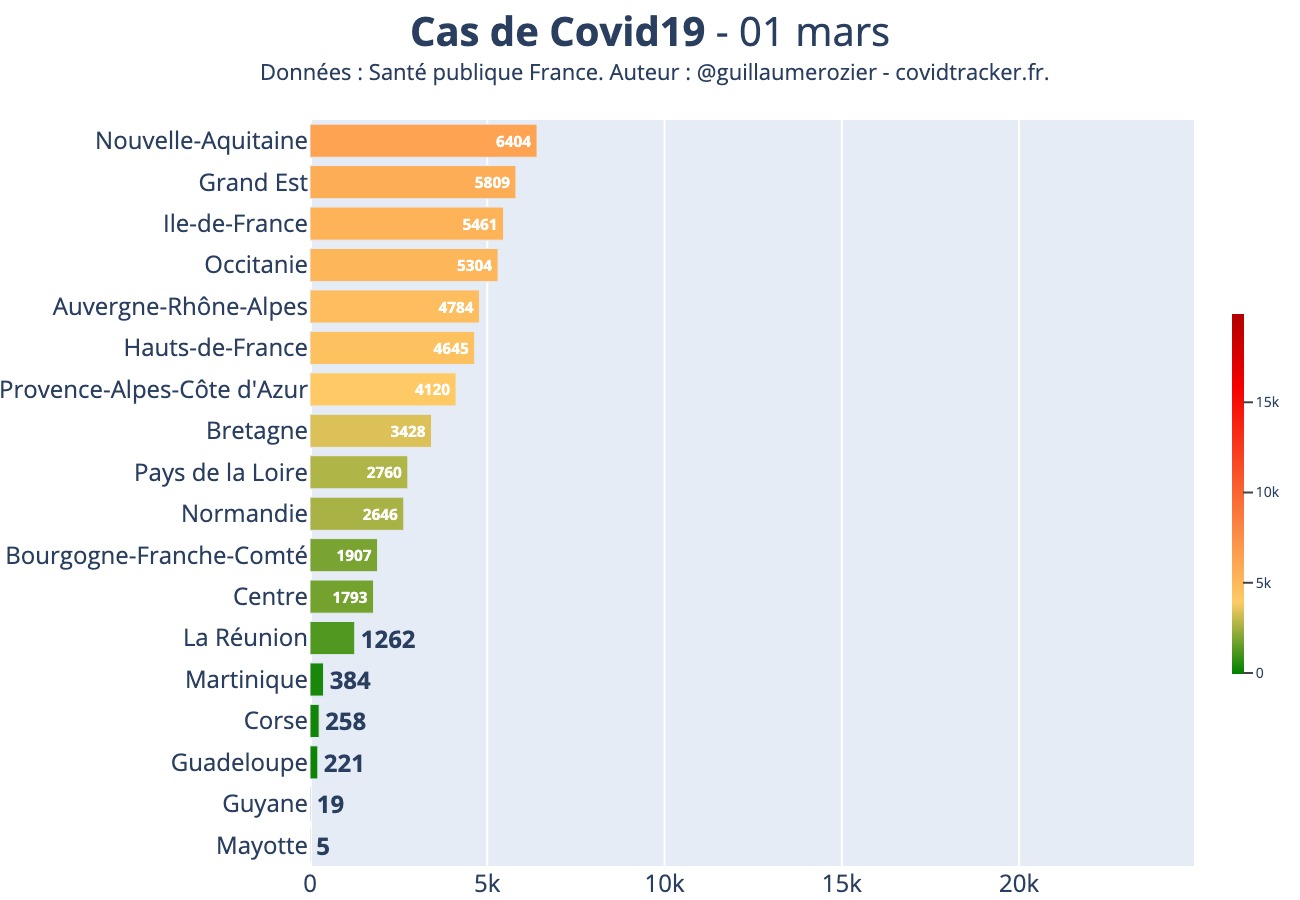 Cas de Covid19 - 01 mars
Données : Santé publique France. Auteur : @guillaumerozier - covidtracker.fr.
Nouvelle-Aquitaine 6404
Grand Est 5809
Ile-de-France 5461
Occitanie 5304
Auvergne-Rhône-Alpes 4784
Hauts-de-France 4645
Provence-Alpes-Côte d'Azur 4120
Bretagne 3428
Pays de la Loire 2760
Normandie 2646
Bourgogne-Franche-Comté 1907
Centre 1793
La Réunion 1262
Martinique 384
Corse 258
Guadeloupe 221
Guyane 19
Mayotte 5
0 5k 10k 15k 20k
15k
10k
5k
0